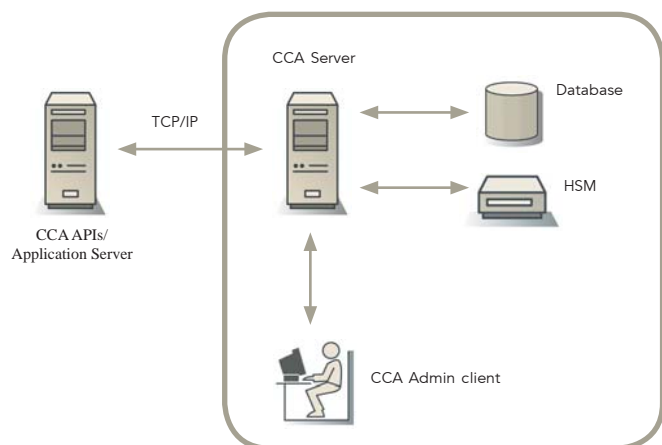 CCA Server
Database
TCP/IP
HSM
CCA APIs/
Application Server
CCA Admin client